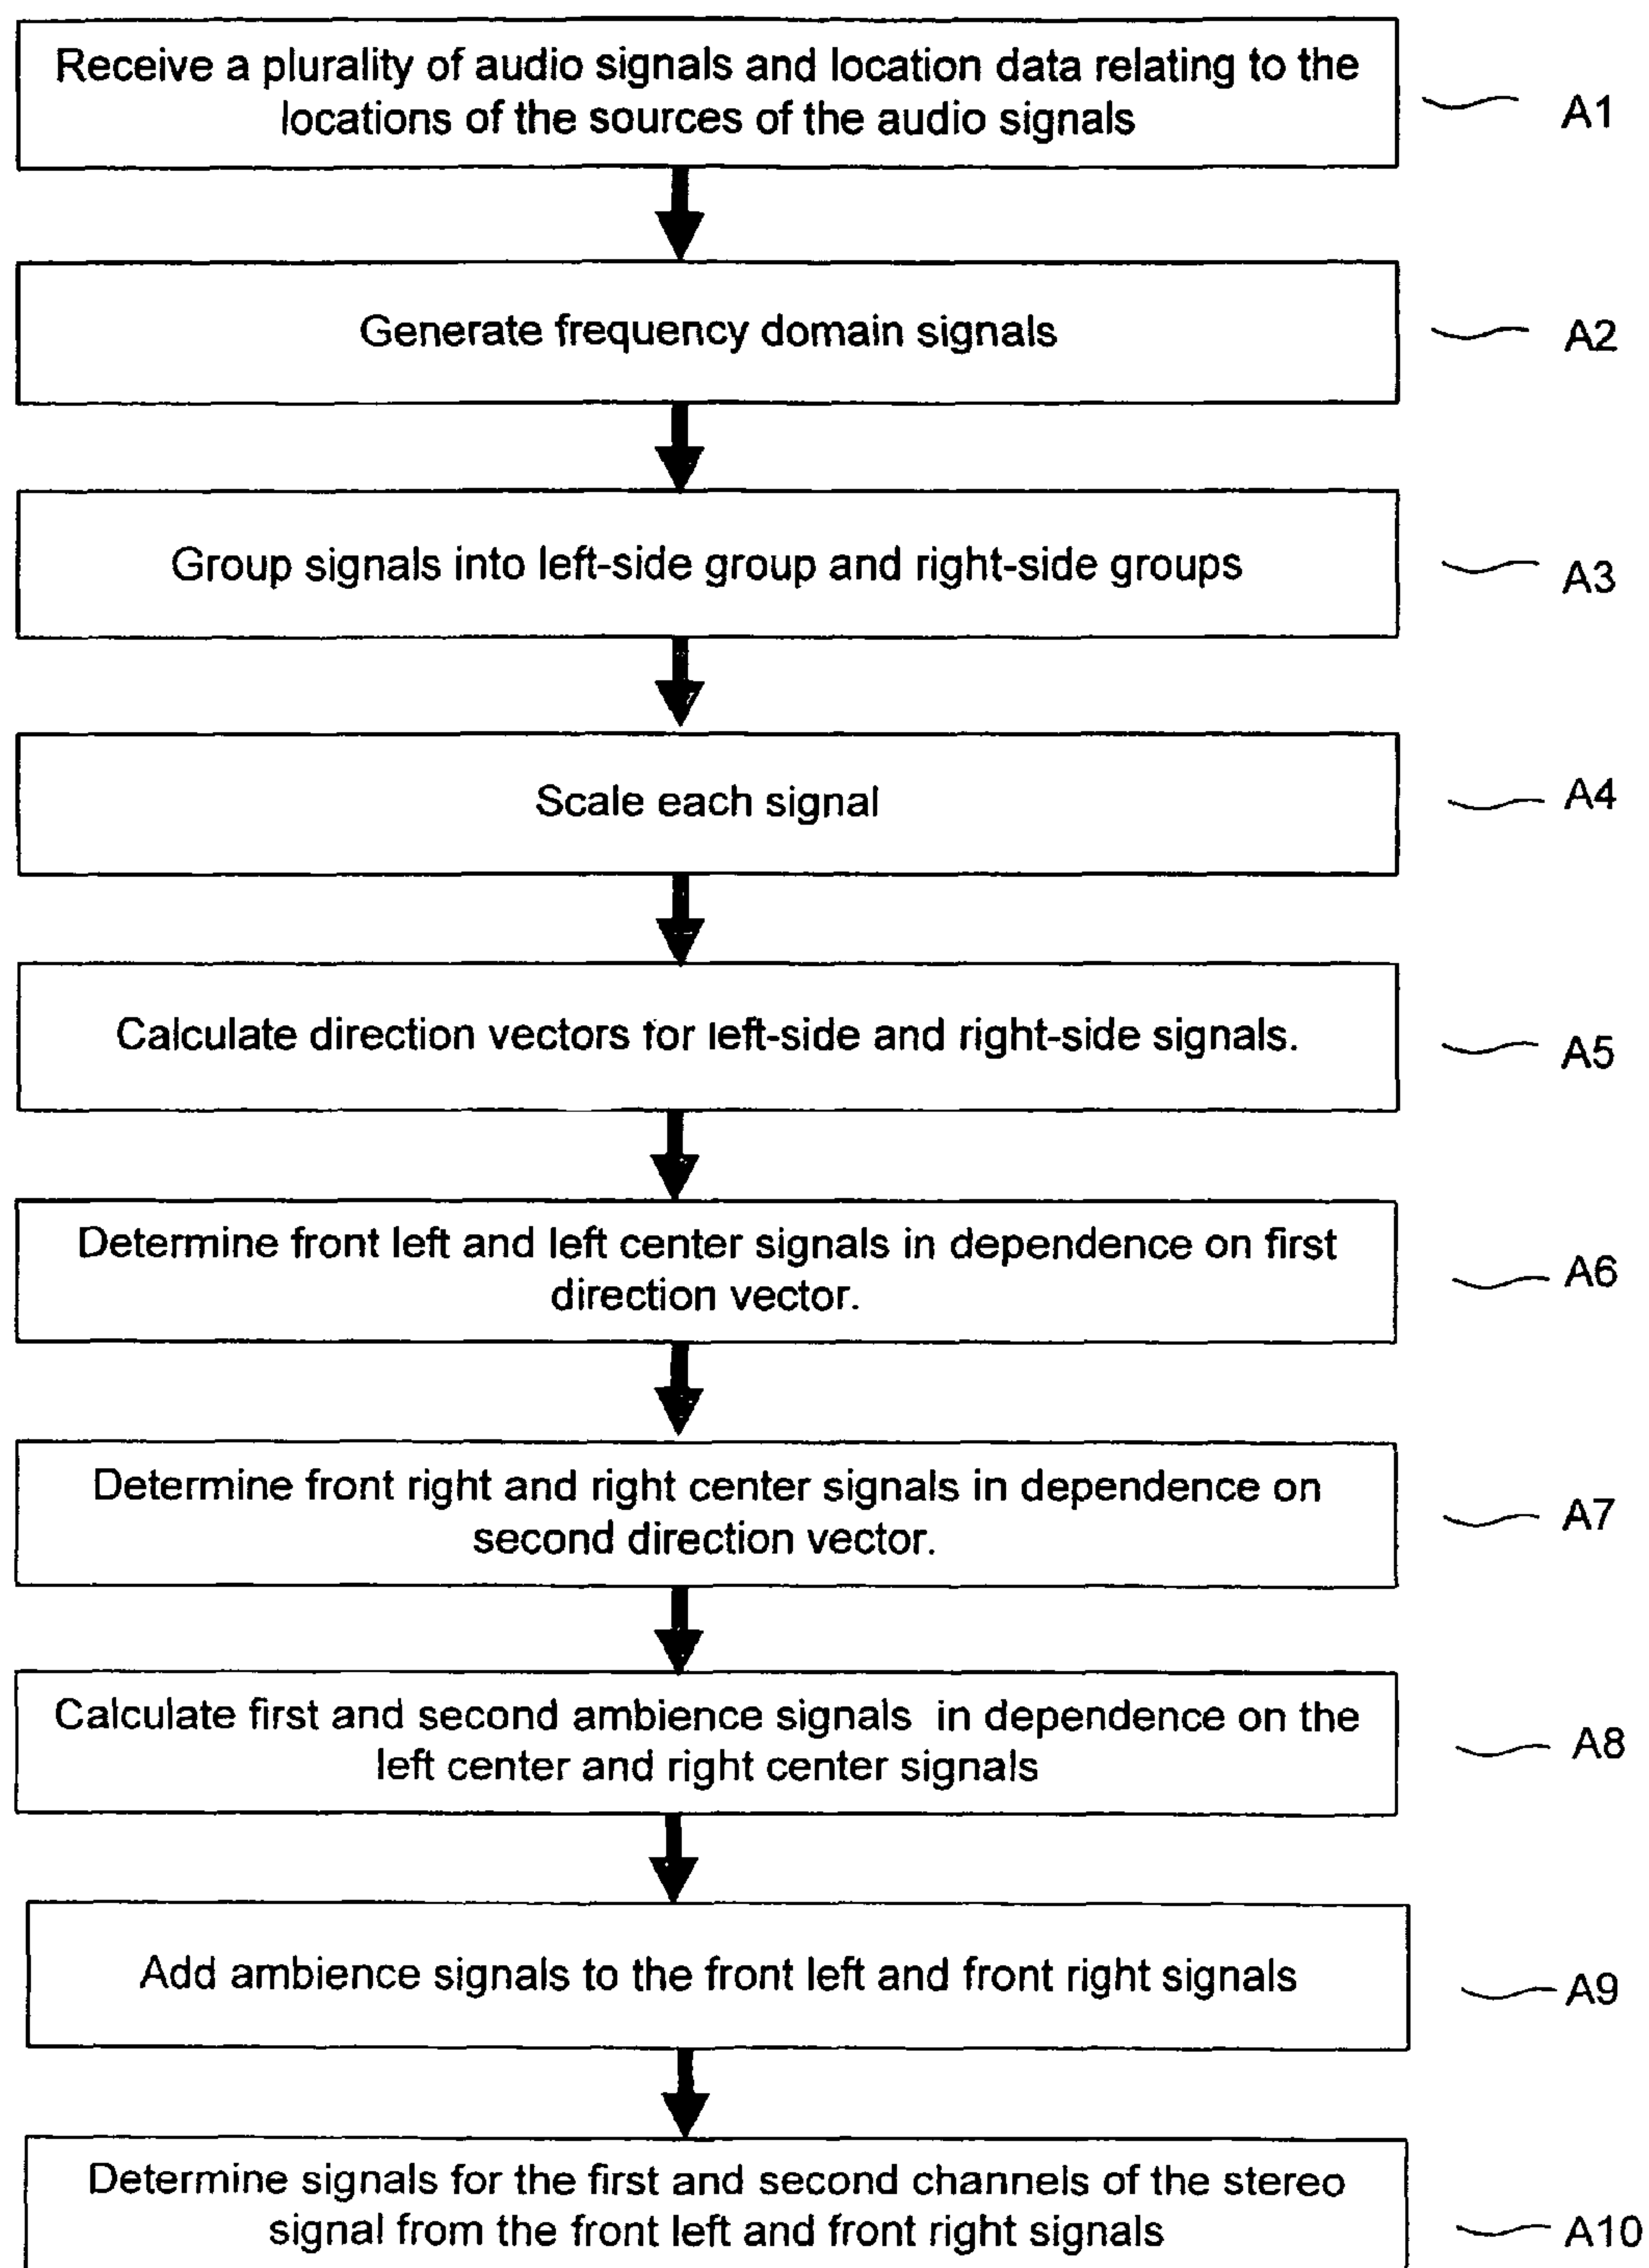 Receive a plurality of audio signals and location data relating to the
locations of the sources of the audio signals
A1
Generate frequency domain signals
A2
Group signals into left-side group and right-side groups
A3
Scale each signal
A4
Calculate direction vectors for left-side and right-side signals.
A5
Determine front left and left center signals in dependence on first
direction vector.
A6
Determine front right and right center signals in dependence on
second direction vector.
A7
Calculate first and second ambience signals in dependence on the
left center and right center signals
A8
Add ambience signals to the front left and front right signals
A9
Determine signals for the first and second channels of the stereo
signal from the front left and front right signals
A10